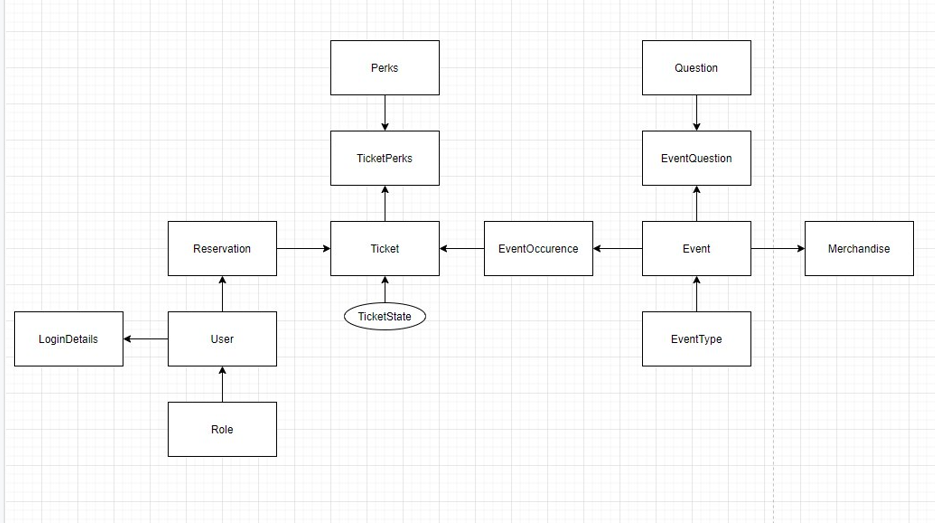 Perks
Question
TicketPerks
EventQuestion
Reservation
Ticket
EventOccurence
Event
Merchandise
TicketState
LoginDetails
User
EventType
Role